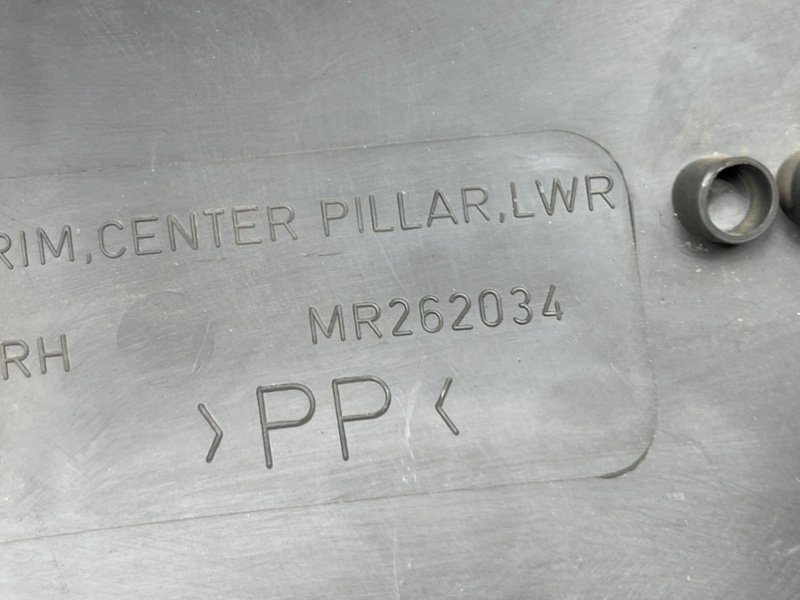 RIM,CENTER PILLAR,LWR
RH MR262034
>PP<